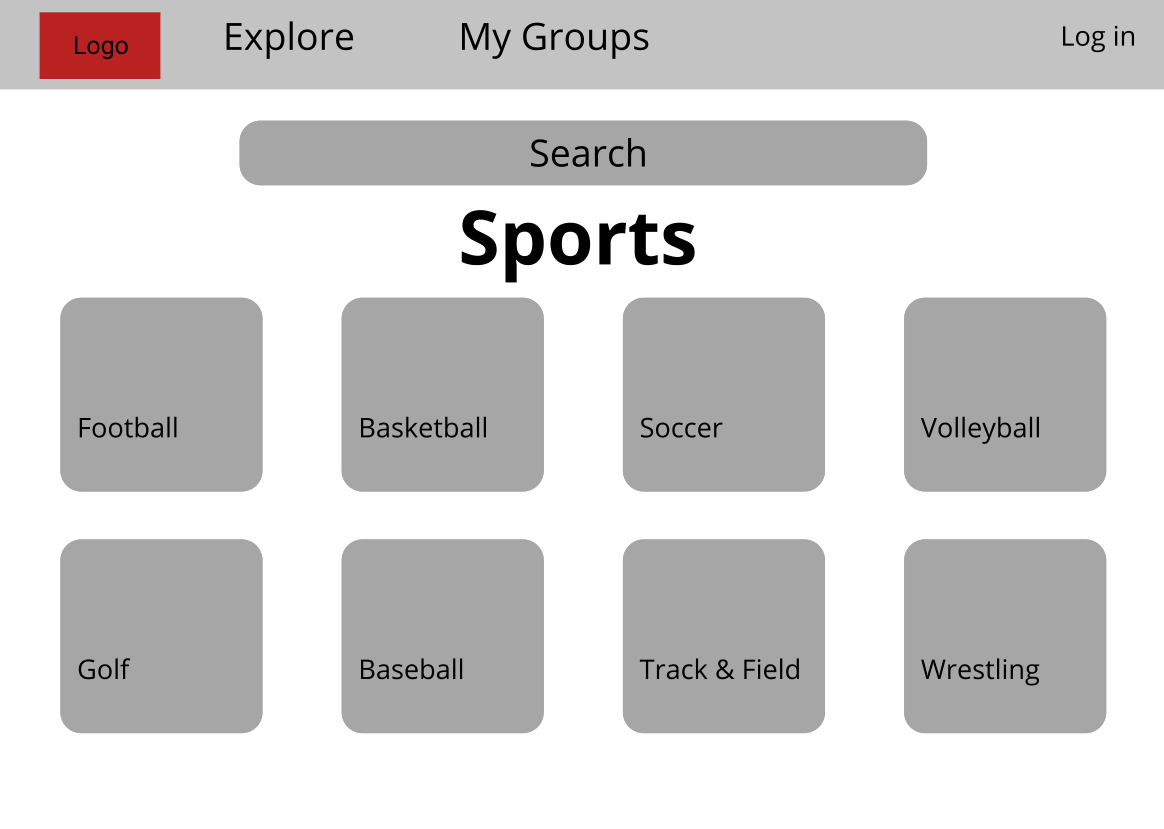 Logo
Explore
My Groups
Log in
Search
Sports
Football
Basketball
Soccer
Volleyball
Golf
Baseball
Track & Field
Wrestling